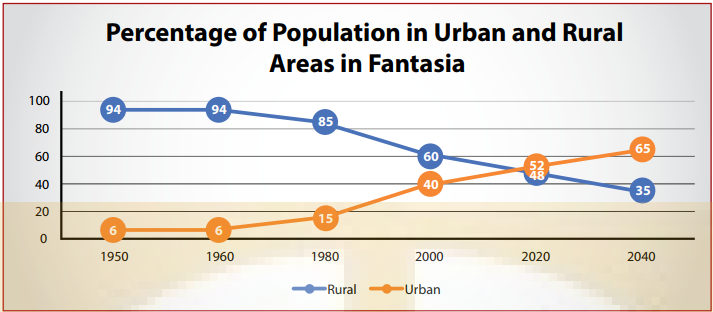 Percentage of Population in Urban and Rural
Areas in Fantasia
100
80
60
40
20
0
94 94 85 60 52 65
6 6 15 40 48 35
1950 1960 1980 2000 2020 2040
Rural Urban